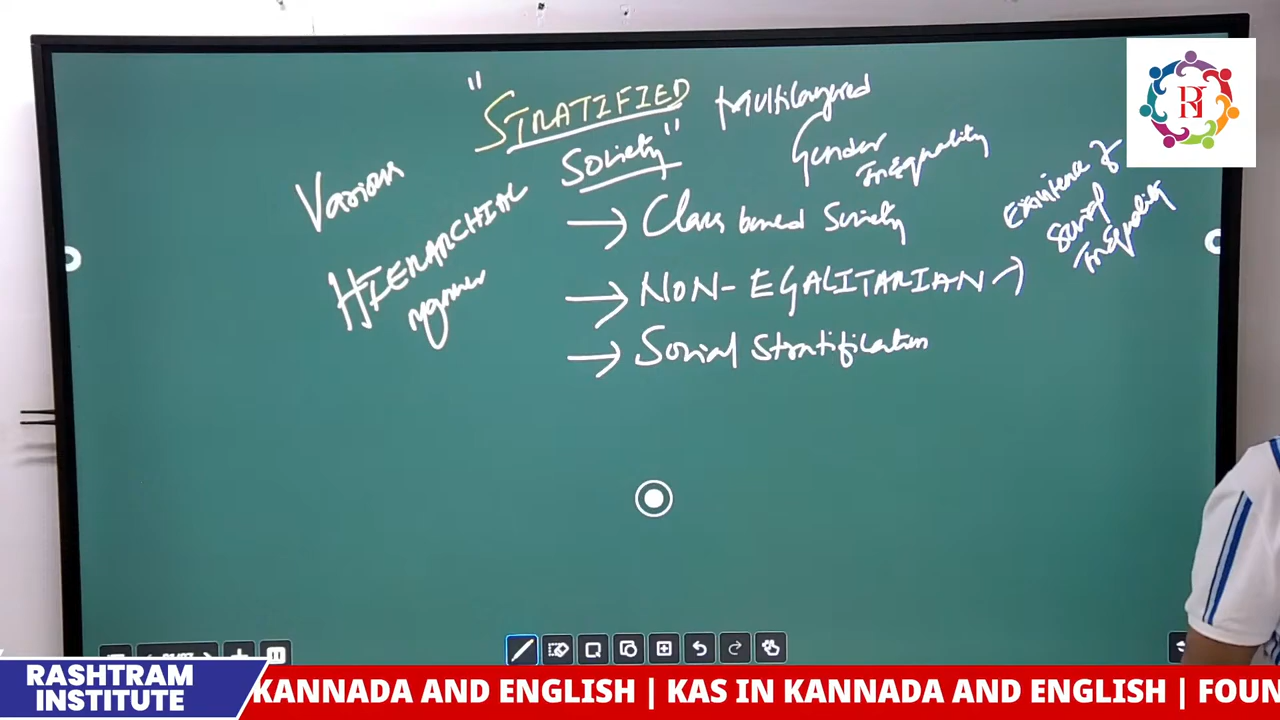 "STRATIFIED
Society"
Multilayered
Gender
Inequality
Various
HIERARCHIAL
manner
→ Class based Society
→ NON-EGALITARIAN →
Existence of
Social
Inequality
→ Social Stratification
RASHTRAM
INSTITUTE
KANNADA AND ENGLISH | KAS IN KANNADA AND ENGLISH | FOUN